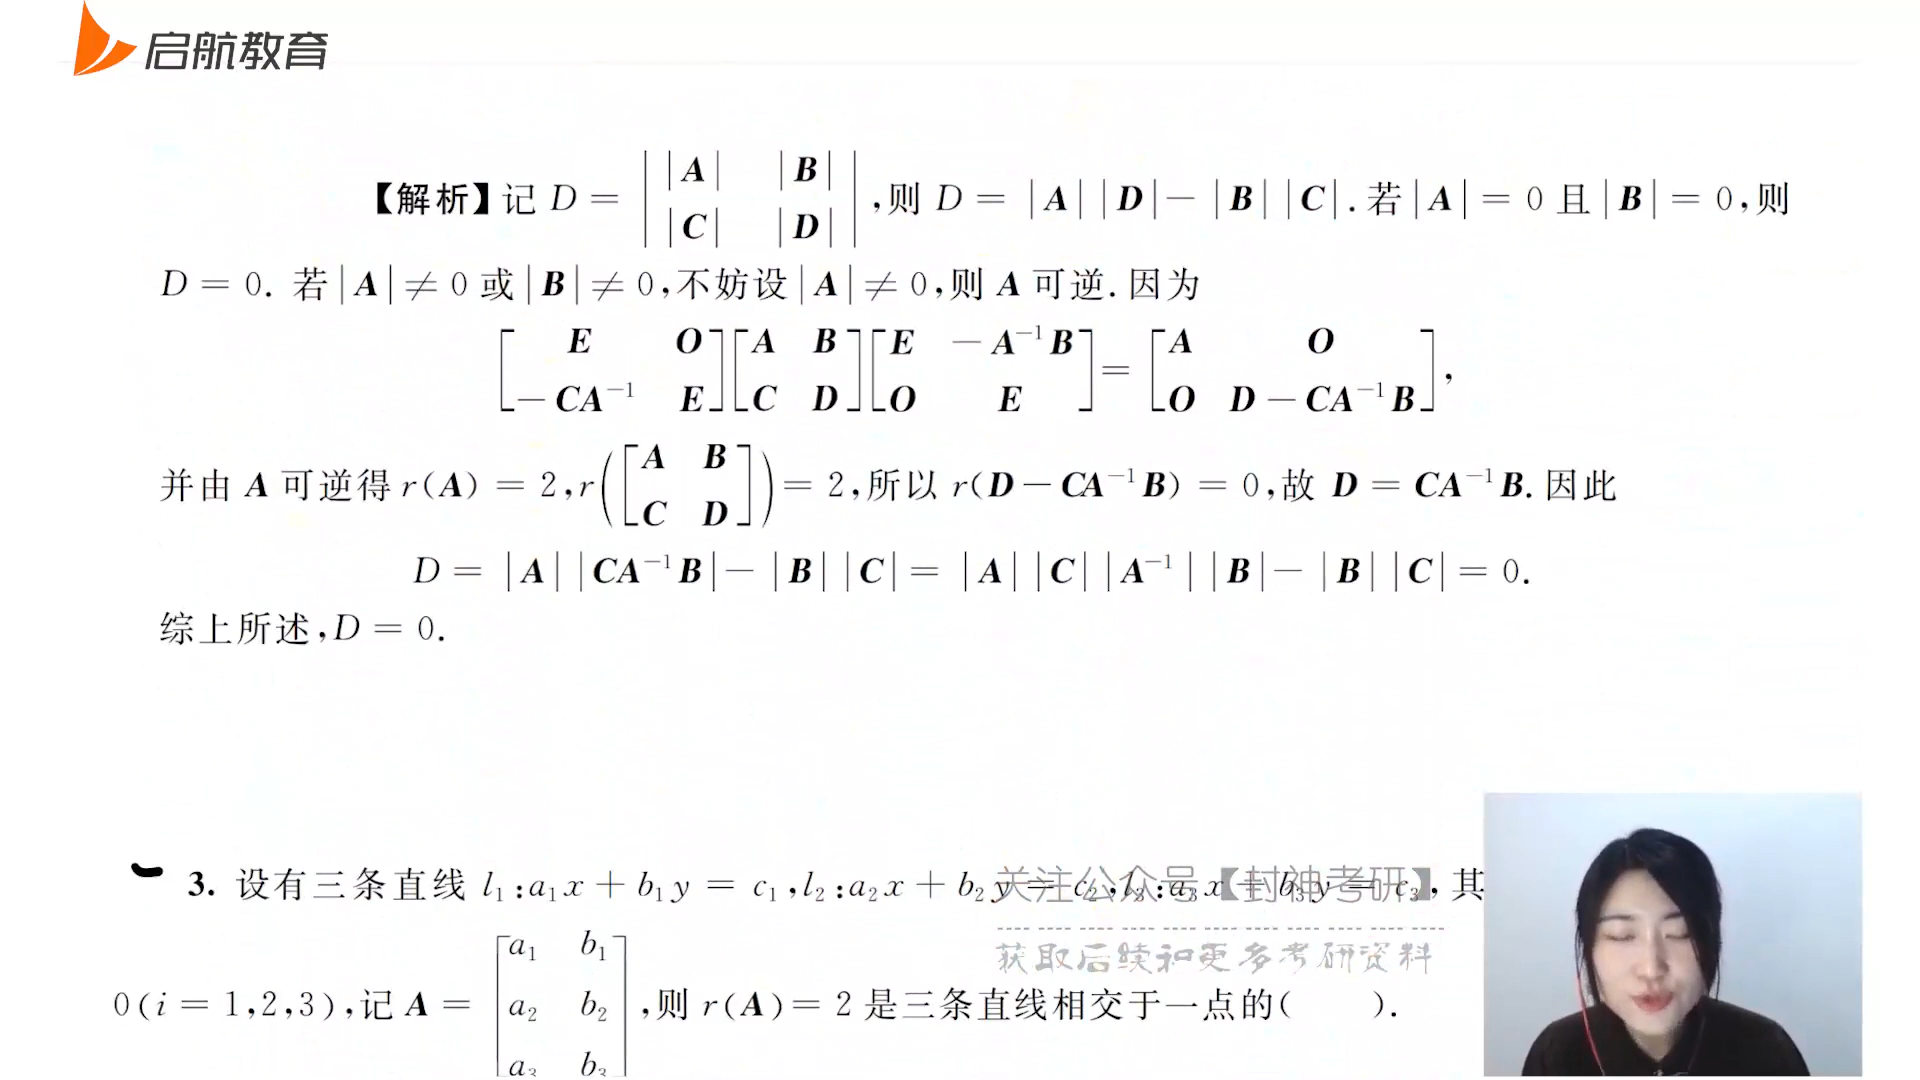 启航教育
【解析】记 D = | |A| |B| |
| |C| |D| | ,则 D = |A||D| − |B||C|. 若|A| = 0 且|B| = 0,则
D = 0. 若|A| ≠ 0 或|B| ≠ 0,不妨设|A| ≠ 0,则 A 可逆. 因为
[E O; −CA⁻¹ E][A B; C D][E −A⁻¹B; O E] = [A O; O D − CA⁻¹B],
并由 A 可逆得 r(A) = 2,r([A B; C D]) = 2,所以 r(D − CA⁻¹B) = 0,故 D = CA⁻¹B. 因此
D = |A||CA⁻¹B| − |B||C| = |A||C||A⁻¹||B| − |B||C| = 0.
综上所述,D = 0.
3. 设有三条直线 l₁:a₁x + b₁y = c₁,l₂:a₂x + b₂y = c₂,l₃:a₃x + b₃y = c₃,其
关注公众号【封神考研】
获取后续和更多考研资料
0(i = 1,2,3),记 A = [a₁ b₁; a₂ b₂; a₃ b₃],则 r(A) = 2 是三条直线相交于一点的( ).